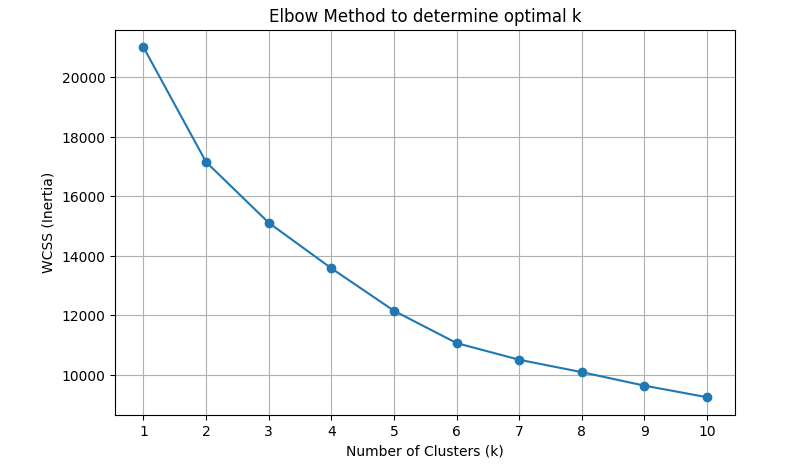 Elbow Method to determine optimal k
20000
18000
16000
14000
12000
10000
WCSS (Inertia)
1 2 3 4 5 6 7 8 9 10
Number of Clusters (k)